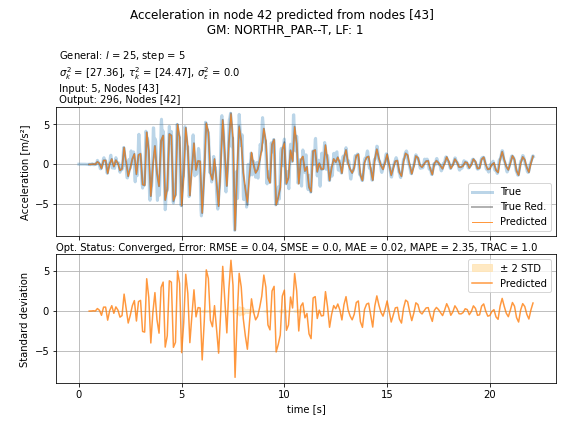 Acceleration in node 42 predicted from nodes [43]
GM: NORTHR_PAR--T, LF: 1
General: l = 25, step = 5
σ²ₖ = [27.36], τ²ₖ = [24.47], σ²ε = 0.0
Input: 5, Nodes [43]
Output: 296, Nodes [42]
Acceleration [m/s²]
5
0
−5
True
True Red.
Predicted
Opt. Status: Converged, Error: RMSE = 0.04, SMSE = 0.0, MAE = 0.02, MAPE = 2.35, TRAC = 1.0
Standard deviation
5
0
−5
± 2 STD
Predicted
0 5 10 15 20
time [s]